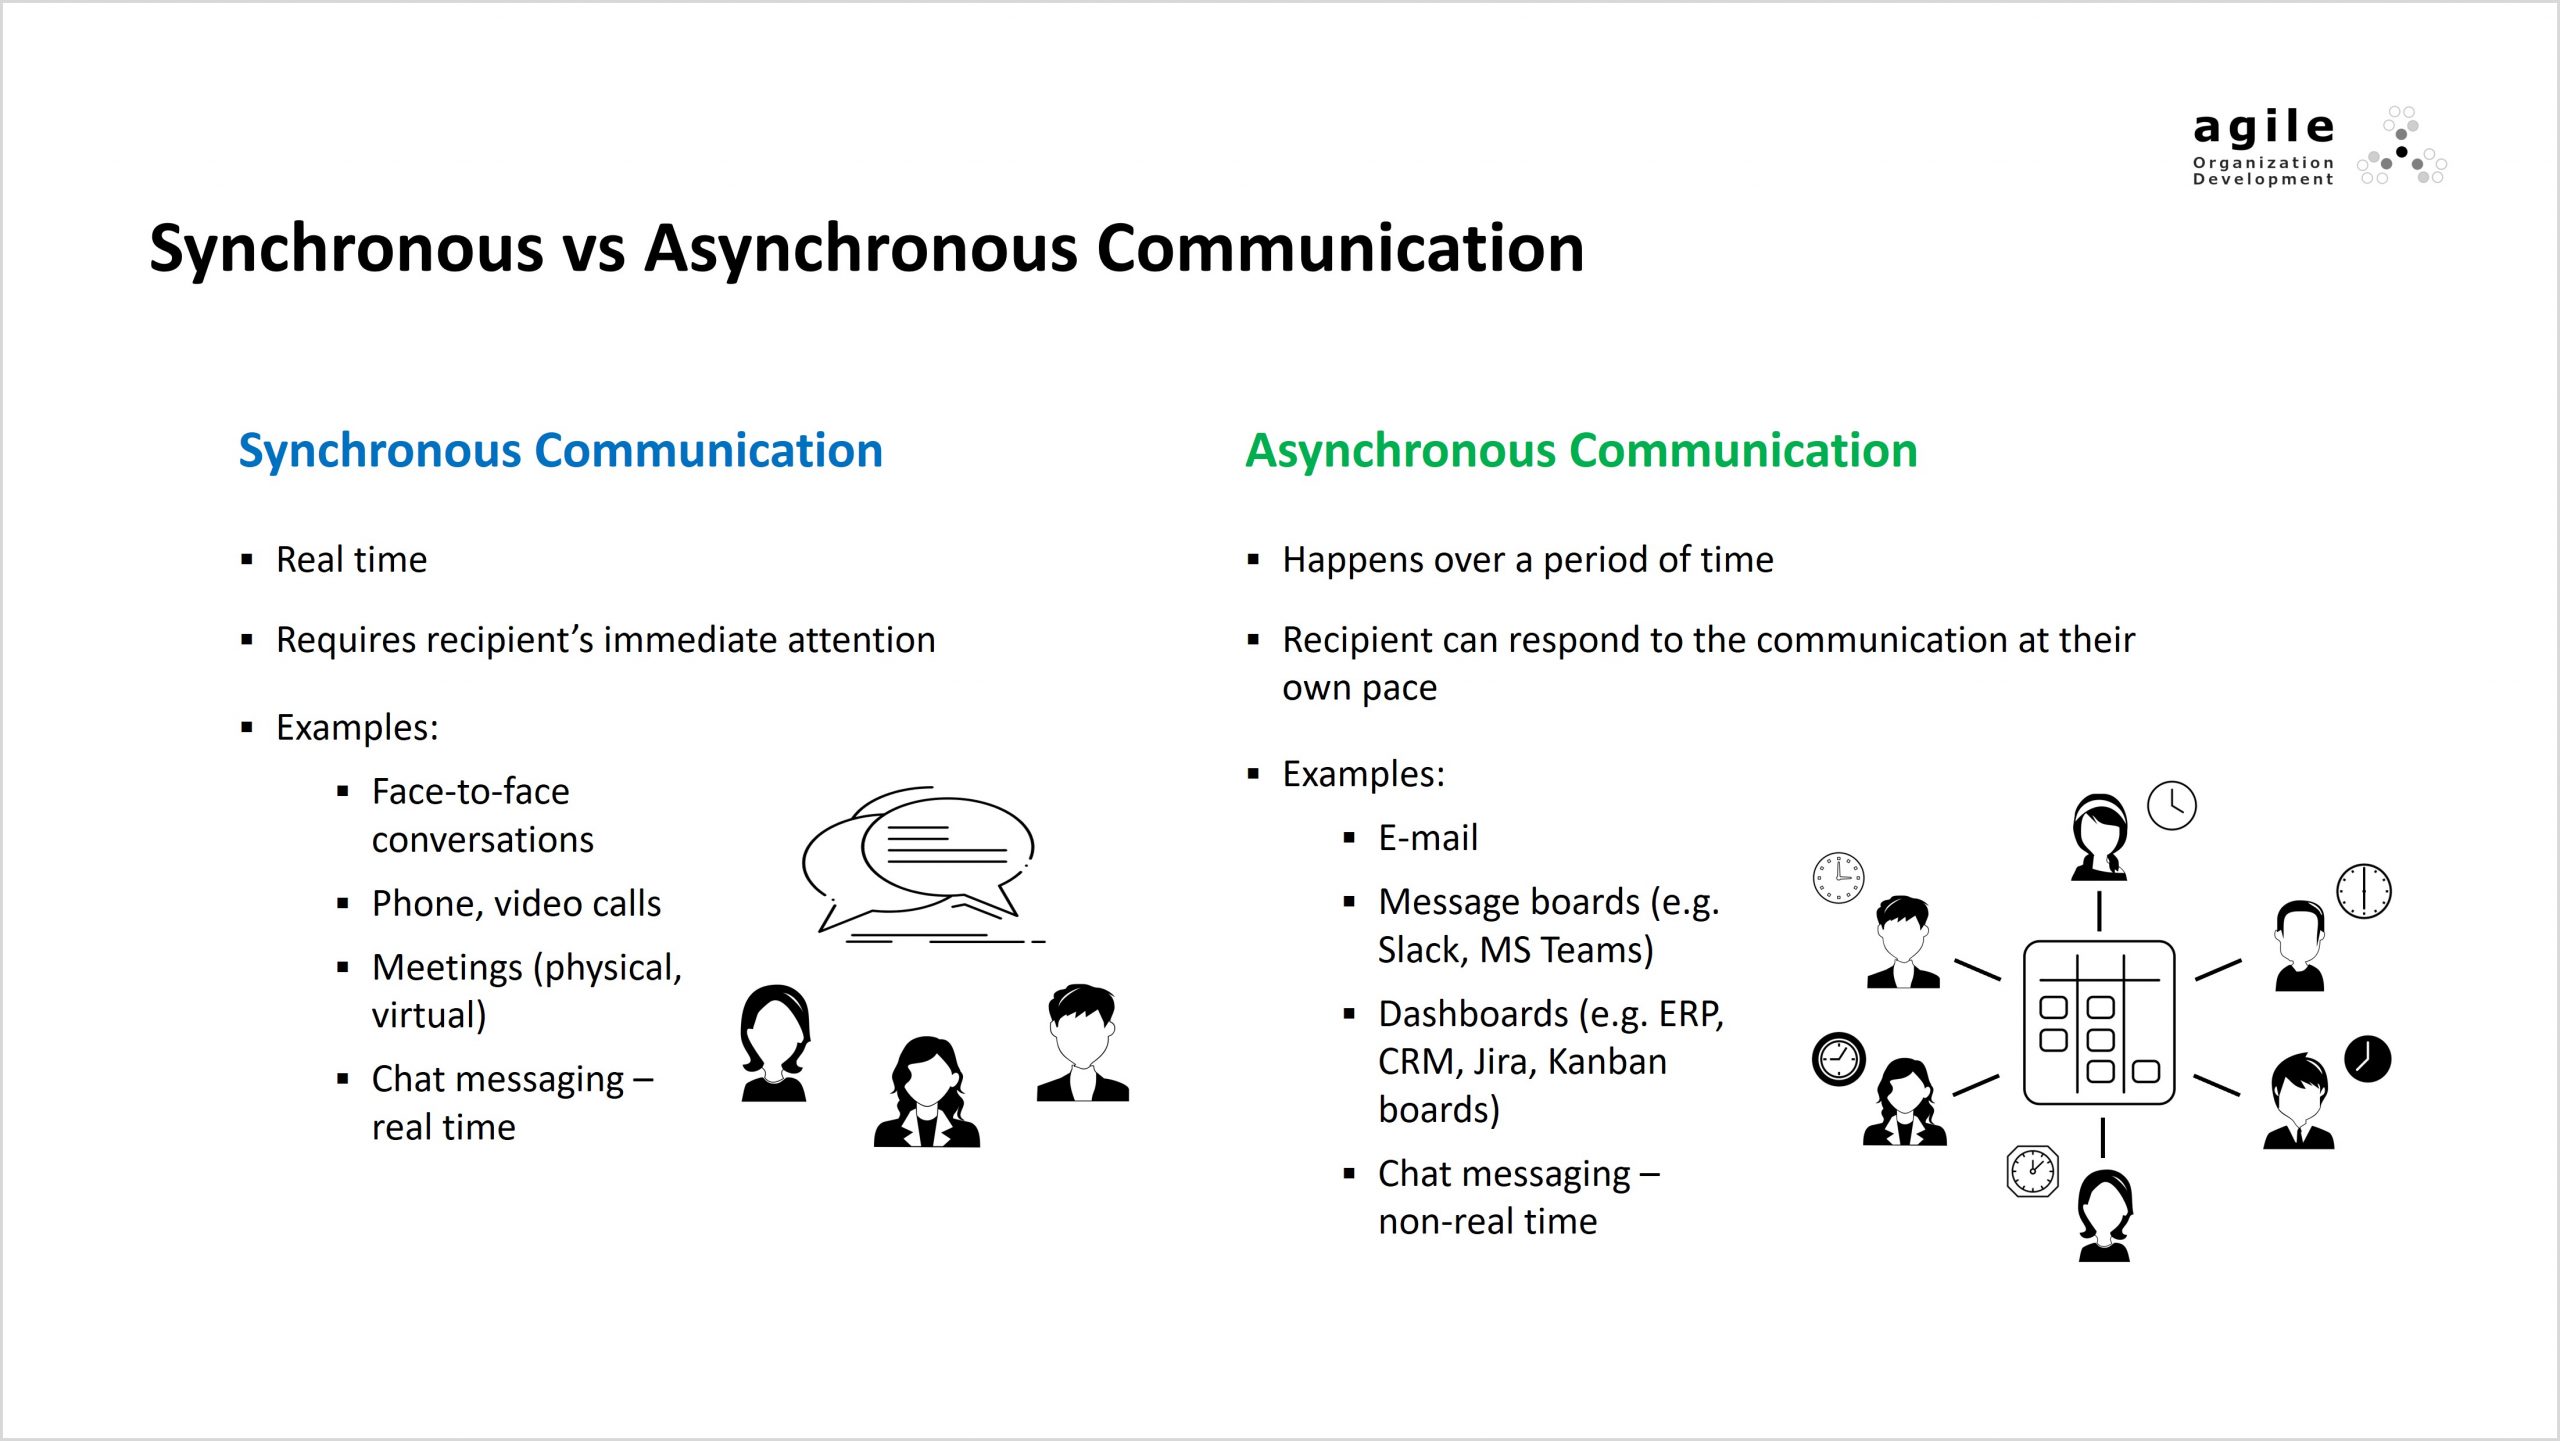 agile
Organization
Development
Synchronous vs Asynchronous Communication
Synchronous Communication
▪ Real time
▪ Requires recipient’s immediate attention
▪ Examples:
▪ Face-to-face
conversations
▪ Phone, video calls
▪ Meetings (physical,
virtual)
▪ Chat messaging –
real time
Asynchronous Communication
▪ Happens over a period of time
▪ Recipient can respond to the communication at their
own pace
▪ Examples:
▪ E-mail
▪ Message boards (e.g.
Slack, MS Teams)
▪ Dashboards (e.g. ERP,
CRM, Jira, Kanban
boards)
▪ Chat messaging –
non-real time